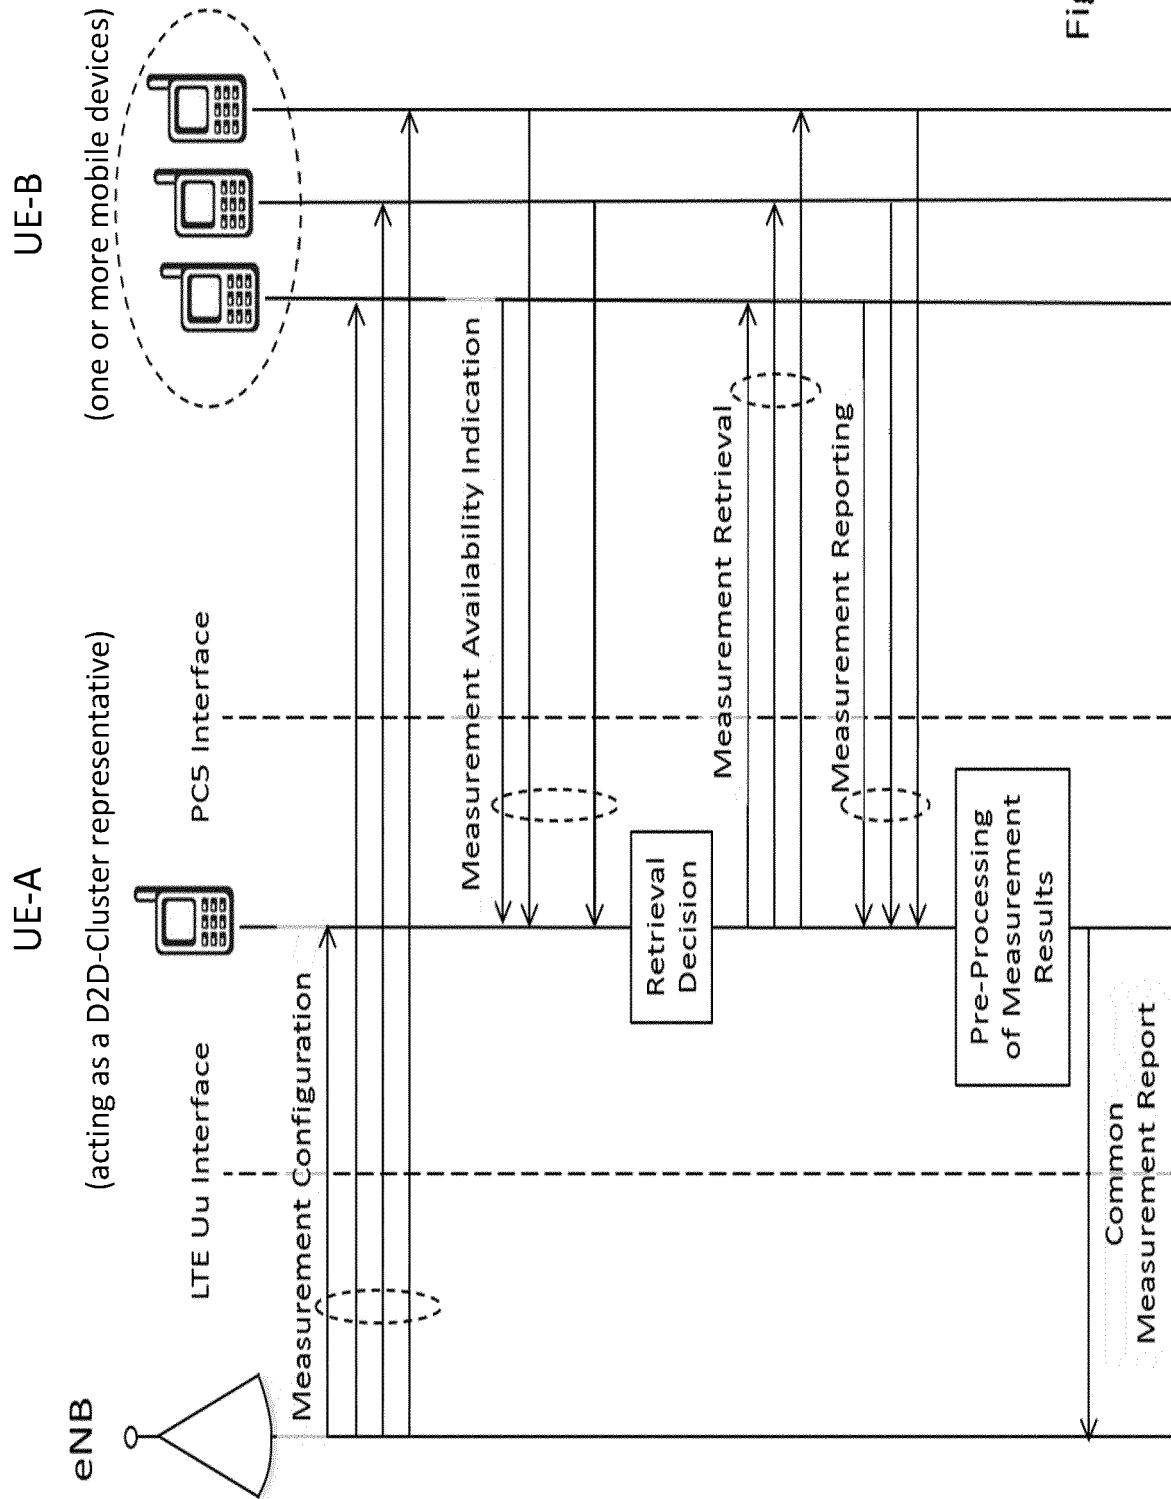 eNB
UE-A
(acting as a D2D-Cluster representative)
UE-B
(one or more mobile devices)
LTE Uu Interface
PC5 Interface
Measurement Configuration
Measurement Availability Indication
Retrieval
Decision
Measurement Retrieval
Measurement Reporting
Pre-Processing
of Measurement
Results
Common
Measurement Report